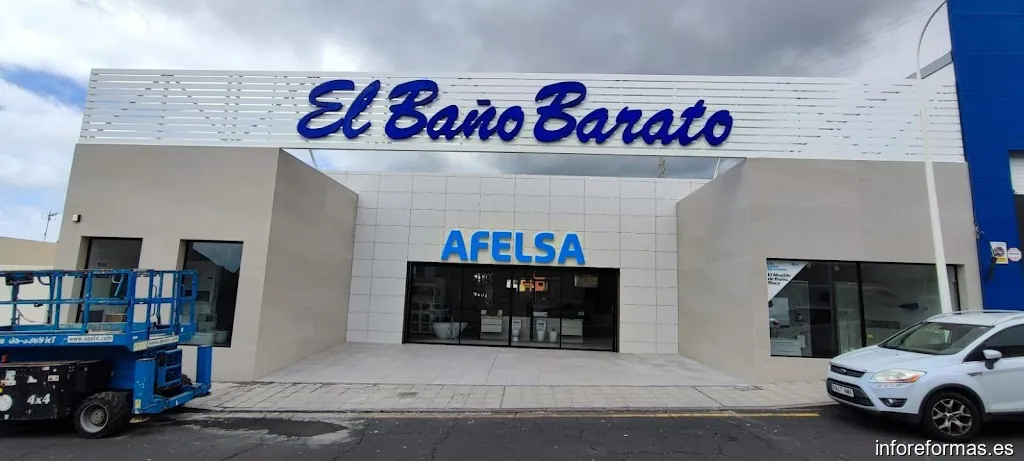 El Baño Barato
AFELSA
4x4
inforeformas.es